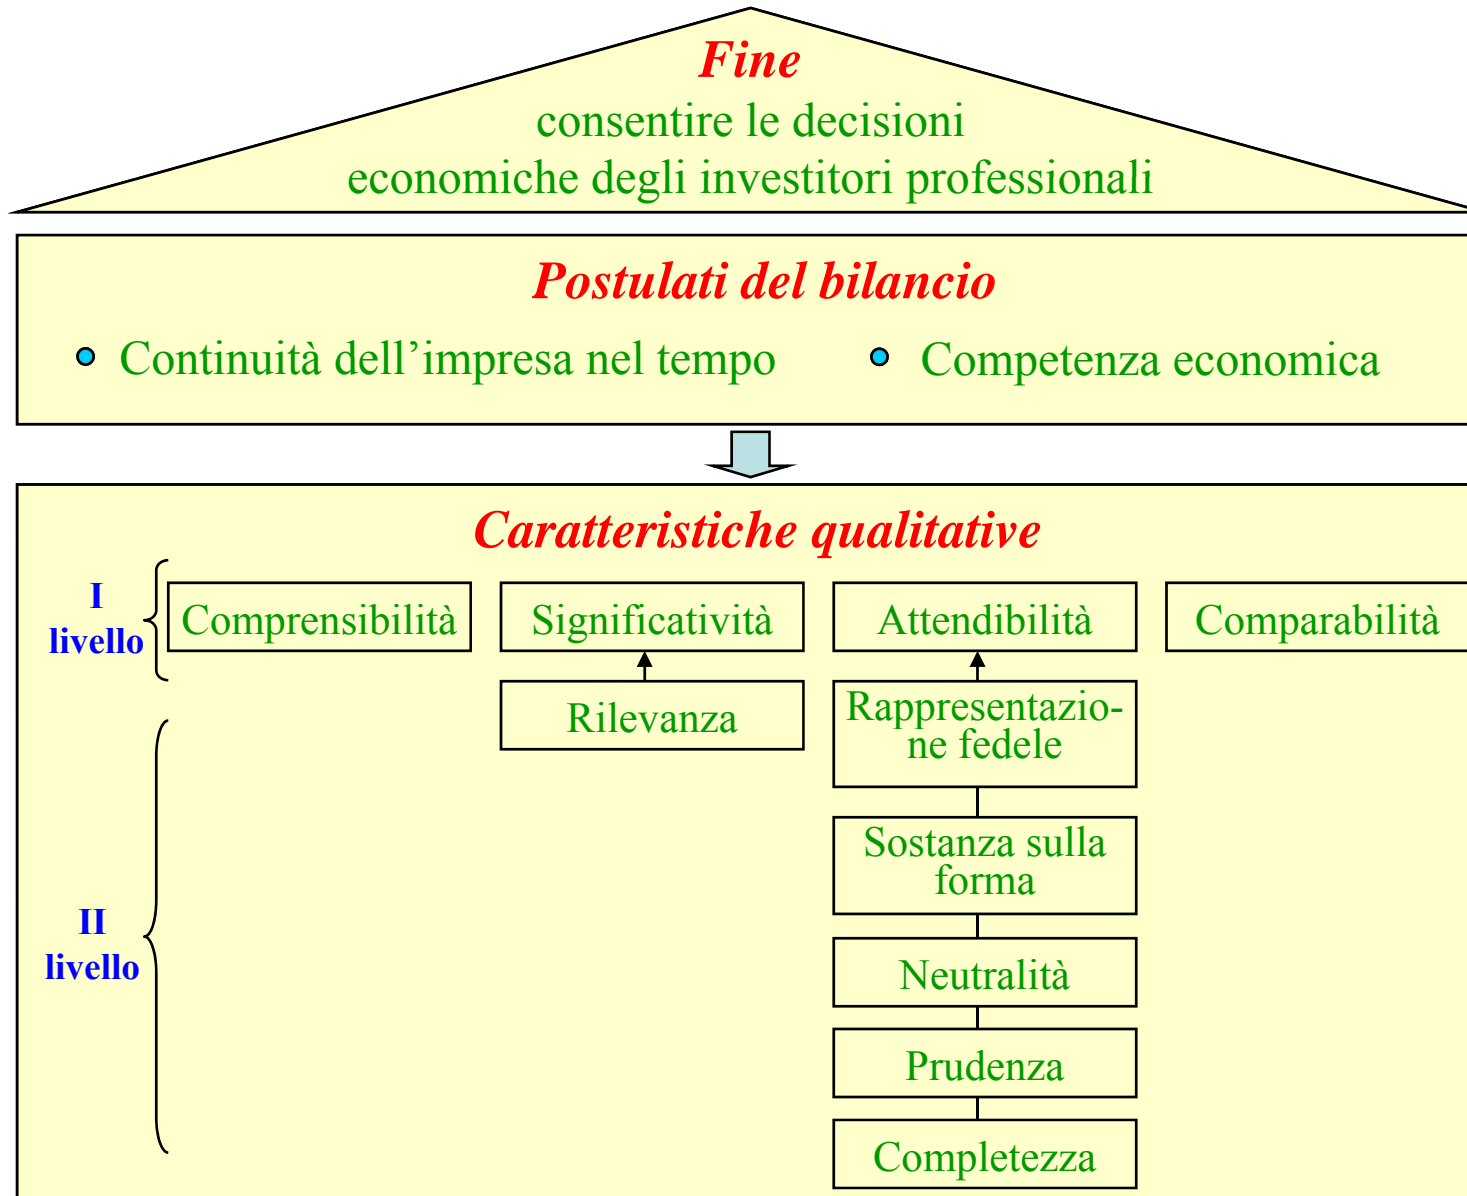 Fine
consentire le decisioni
economiche degli investitori professionali
Postulati del bilancio
Continuità dell’impresa nel tempo
Competenza economica
Caratteristiche qualitative
I
livello
Comprensibilità
Significatività
Attendibilità
Comparabilità
Rilevanza
Rappresentazio-
ne fedele
Sostanza sulla
forma
II
livello
Neutralità
Prudenza
Completezza